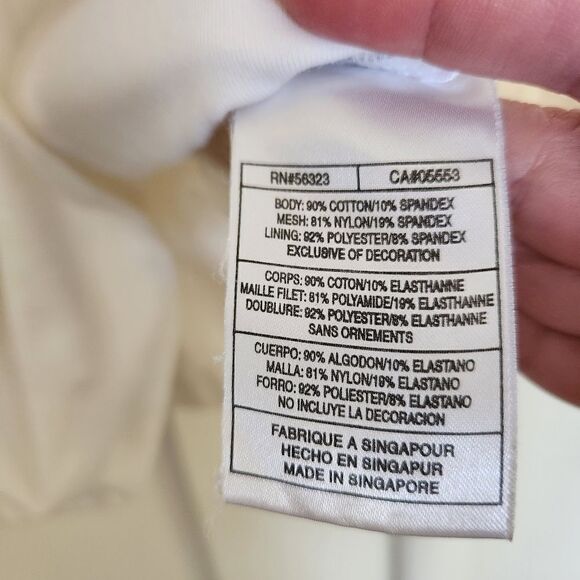 RN#56323 CA#05553
BODY: 90% COTTON/10% SPANDEX
MESH: 81% NYLON/19% SPANDEX
LINING: 92% POLYESTER/8% SPANDEX
EXCLUSIVE OF DECORATION
CORPS: 90% COTON/10% ELASTHANNE
MAILLE FILET: 81% POLYAMIDE/19% ELASTHANNE
DOUBLURE: 92% POLYESTER/8% ELASTHANNE
SANS ORNEMENTS
CUERPO: 90% ALGODON/10% ELASTANO
MALLA: 81% NYLON/19% ELASTANO
FORRO: 92% POLIESTER/8% ELASTANO
NO INCLUYE LA DECORACION
FABRIQUE A SINGAPOUR
HECHO EN SINGAPUR
MADE IN SINGAPORE